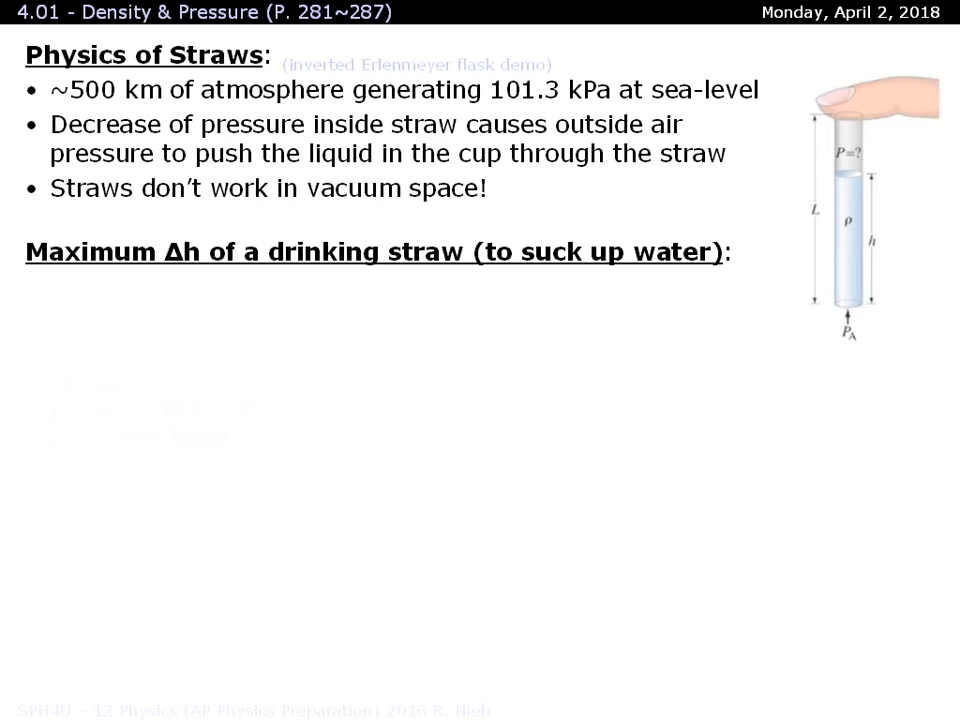 4.01 - Density & Pressure (P. 281~287)
Monday, April 2, 2018
Physics of Straws:
(inverted Erlenmeyer flask demo)
• ~500 km of atmosphere generating 101.3 kPa at sea-level
• Decrease of pressure inside straw causes outside air
pressure to push the liquid in the cup through the straw
• Straws don’t work in vacuum space!
Maximum Δh of a drinking straw (to suck up water):
P=?
L
ρ
h
PA
SPH4U – 12 Physics (AP Physics Preparation) 2016 R. Nieh